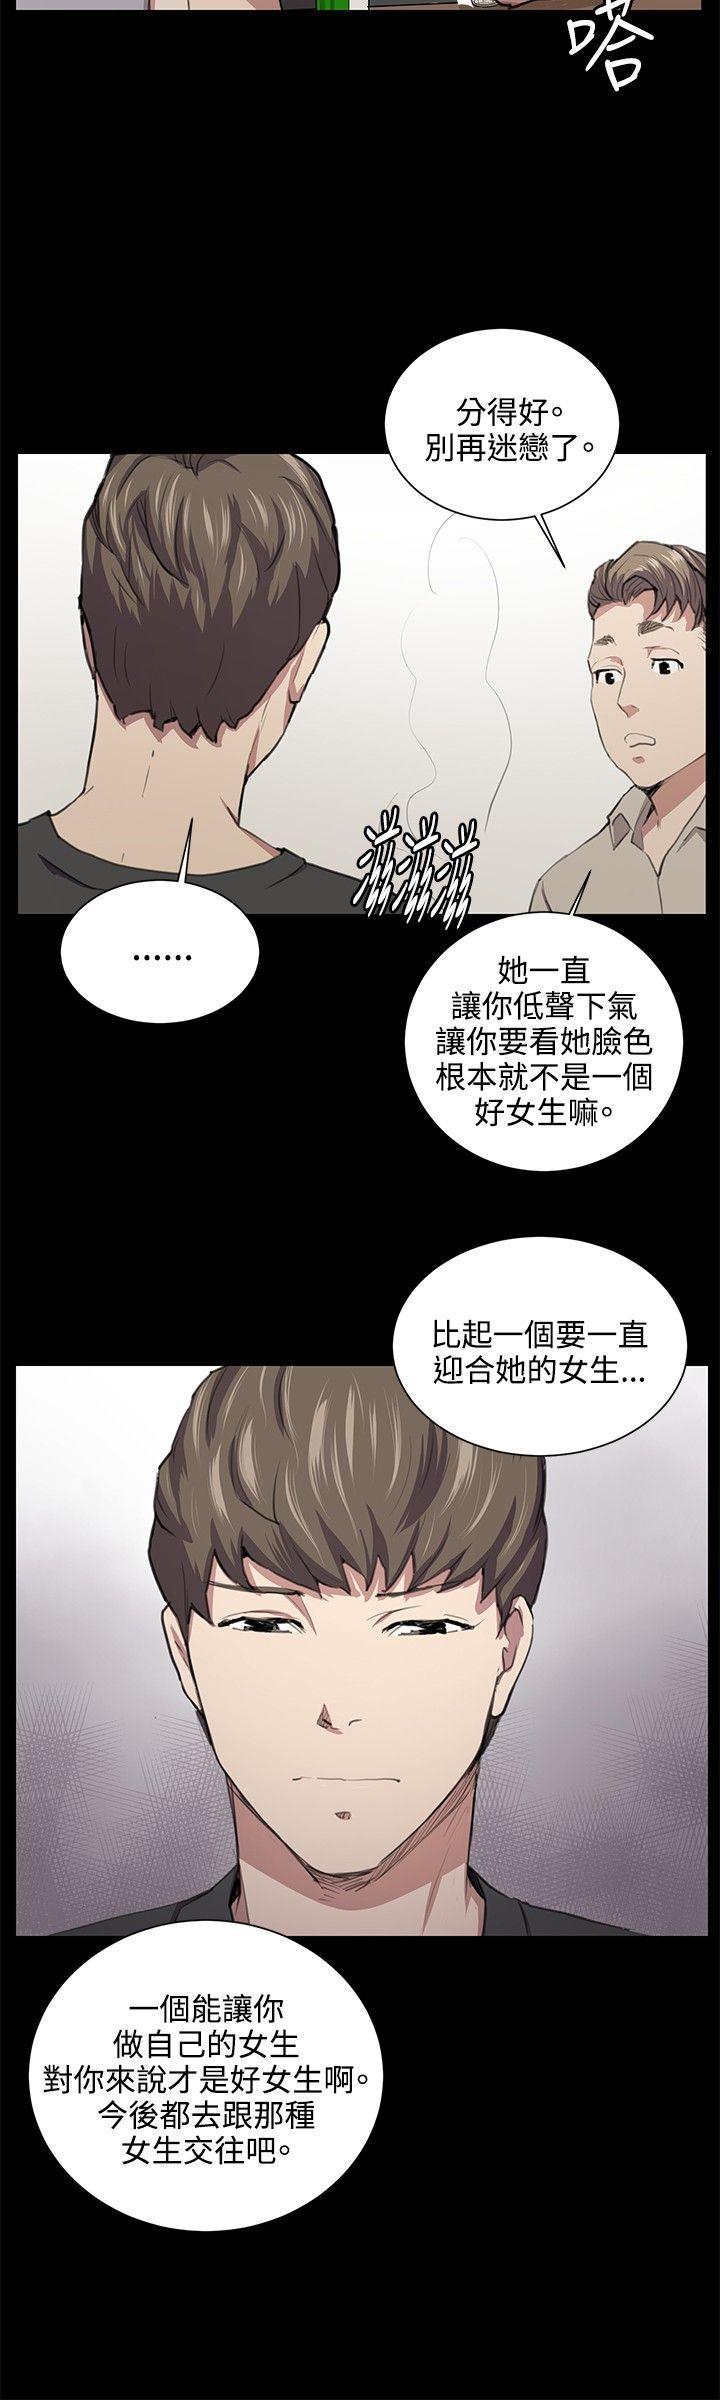 嗒
分得好。
別再迷戀了。
滋滋滋
……
她一直
讓你低聲下氣
讓你要看她臉色
根本就不是一個
好女生嘛。
比起一個要一直
迎合她的女生...
一個能讓你
做自己的女生
對你來說才是好女生啊。
今後都去跟那種
女生交往吧。